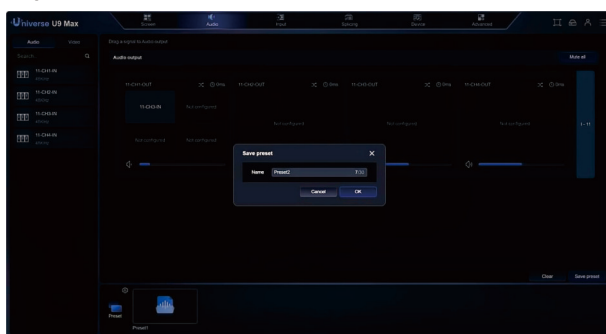 Universe U9 Max
Screen
Audio
Input
Splicing
Device
Advanced
Audio
Video
Search
Drag a signal to Audio output
Audio output
Mute all
11-CH1-IN
11-CH2-IN
11-CH3-IN
11-CH4-IN
11-CH1-OUT
0ms
11-CH2-OUT
0ms
11-CH3-OUT
0ms
11-CH4-OUT
0ms
11-CH3-IN
Not configured
Not configured
Not configured
Not configured
Not configured
Not configured
I - 11
Save preset
Name
Preset2
Cancel
OK
Clear
Save preset
Preset
Preset1